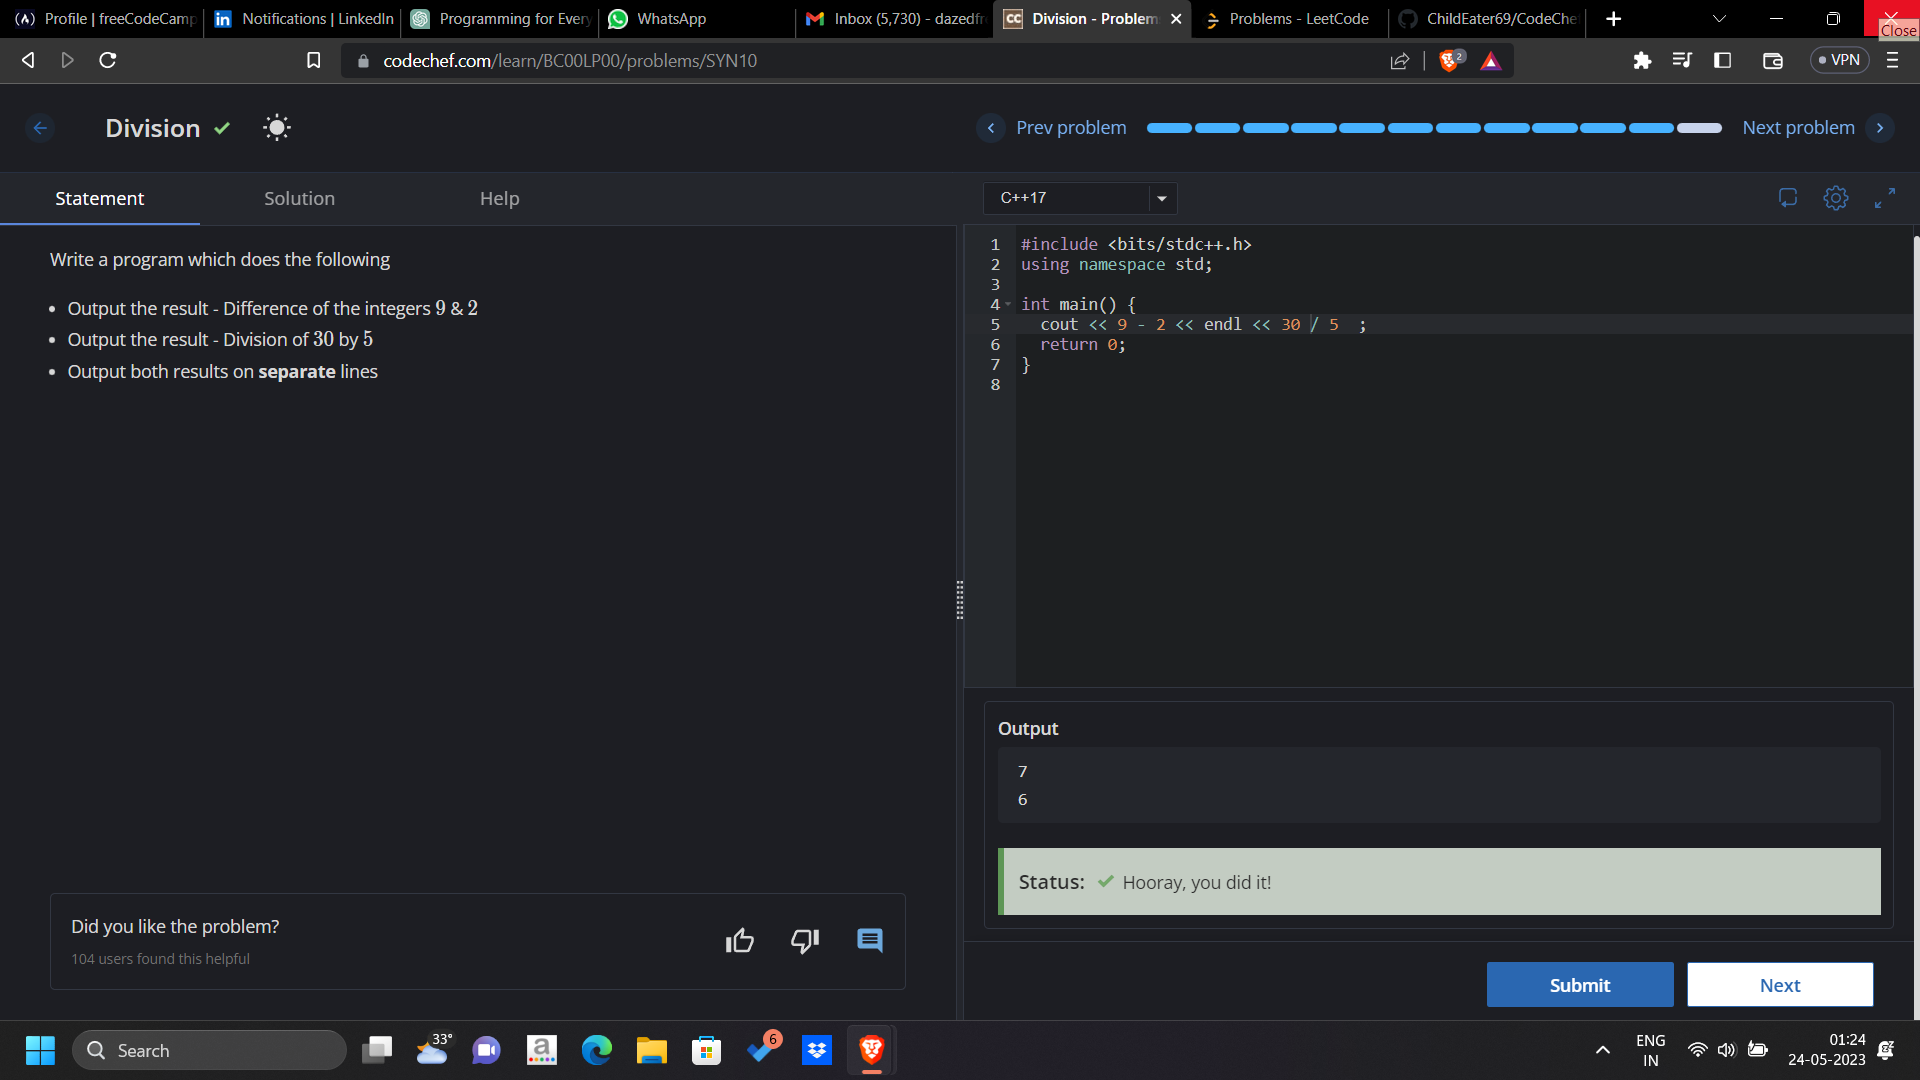 Profile | freeCodeCamp
Notifications | LinkedIn
Programming for Every
WhatsApp
Inbox (5,730) - dazedfr
CC Division - Problem
Problems - LeetCode
ChildEater69/CodeChe
Close
codechef.com/learn/BC00LP00/problems/SYN10
2
VPN
Division
Prev problem
Next problem
Statement
Solution
Help
C++17
Write a program which does the following
• Output the result - Difference of the integers 9 & 2
• Output the result - Division of 30 by 5
• Output both results on separate lines
1 #include <bits/stdc++.h>
2 using namespace std;
3
4 int main() {
5 cout << 9 - 2 << endl << 30 / 5  ;
6 return 0;
7 }
8
Output
7
6
Status: Hooray, you did it!
Did you like the problem?
104 users found this helpful
Submit
Next
Search
33°
a
6
ENG
IN
01:24
24-05-2023